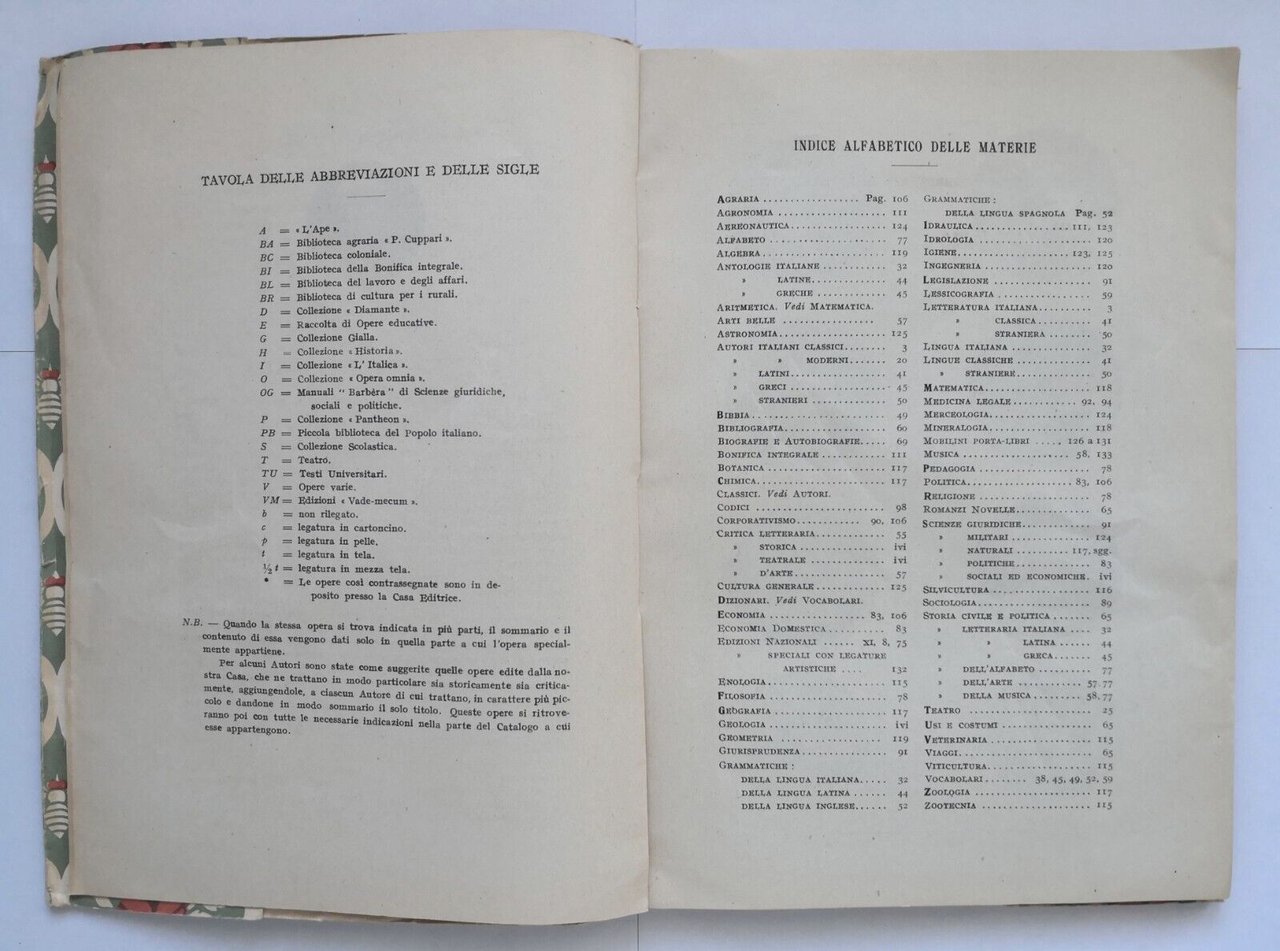 TAVOLA DELLE ABBREVIAZIONI E DELLE SIGLE
A = « L'Ape ».
BA = Biblioteca agraria « P. Cuppari ».
BC = Biblioteca coloniale.
BI = Biblioteca della Bonifica integrale.
BL = Biblioteca del lavoro e degli affari.
BR = Biblioteca di cultura per i rurali.
D = Collezione « Diamante ».
E = Raccolta di Opere educative.
G = Collezione Gialla.
H = Collezione « Historia ».
I = Collezione « L' Italica ».
O = Collezione « Opera omnia ».
OG = Manuali " Barbèra " di Scienze giuridiche,
sociali e politiche.
P = Collezione « Pantheon ».
PB = Piccola biblioteca del Popolo italiano.
S = Collezione Scolastica.
T = Teatro.
TU = Testi Universitari.
V = Opere varie.
VM = Edizioni « Vade-mecum ».
b = non rilegato.
c = legatura in cartoncino.
p = legatura in pelle.
t = legatura in tela.
½ t = legatura in mezza tela.
* = Le opere così contrassegnate sono in de-
posito presso la Casa Editrice.
N.B. — Quando la stessa opera si trova indicata in più parti, il sommario e il
contenuto di essa vengono dati solo in quella parte a cui l'opera special-
mente appartiene.
Per alcuni Autori sono state come suggerite quelle opere edite dalla no-
stra Casa, che ne trattano in modo particolare sia storicamente sia critica-
mente, aggiungendole, a ciascun Autore di cui trattano, in carattere più pic-
colo e dandone in modo sommario il solo titolo. Queste opere si ritrove-
ranno poi con tutte le necessarie indicazioni nella parte del Catalogo a cui
esse appartengono.
INDICE ALFABETICO DELLE MATERIE
AGRARIA .................. Pag. 106
AGRONOMIA .................... 111
AEREONAUTICA .................. 124
ALFABETO ..................... 77
ALGEBRA ...................... 119
ANTOLOGIE ITALIANE ............ 32
» LATINE .............. 44
» GRECHE ............. 45
ARITMETICA. Vedi MATEMATICA.
ARTI BELLE ................. 57
ASTRONOMIA .................... 125
AUTORI ITALIANI CLASSICI ....... 3
» » MODERNI ....... 20
» LATINI ................. 41
» GRECI .................. 45
» STRANIERI .............. 50
BIBBIA ......................... 49
BIBLIOGRAFIA ................... 60
BIOGRAFIE E AUTOBIOGRAFIE ..... 69
BONIFICA INTEGRALE ............ 111
BOTANICA ...................... 117
CHIMICA ........................ 117
CLASSICI. Vedi AUTORI.
CODICI ........................ 98
CORPORATIVISMO ............ 90, 106
CRITICA LETTERARIA ............. 55
» STORICA .............. ivi
» TEATRALE ............. ivi
» D'ARTE ................ 57
CULTURA GENERALE .............. 125
DIZIONARI. Vedi VOCABOLARI.
ECONOMIA .................. 83, 106
ECONOMIA DOMESTICA ........... 83
EDIZIONI NAZIONALI ...... XI, 8, 75
» SPECIALI CON LEGATURE
ARTISTICHE .... 132
ENOLOGIA ...................... 115
FILOSOFIA ..................... 78
GEOGRAFIA ..................... 117
GEOLOGIA ...................... ivi
GEOMETRIA .................... 119
GIURISPRUDENZA ................ 91
GRAMMATICHE :
DELLA LINGUA ITALIANA ..... 32
DELLA LINGUA LATINA ...... 44
DELLA LINGUA INGLESE ...... 52
GRAMMATICHE :
DELLA LINGUA SPAGNOLA Pag. 52
IDRAULICA ................ 111, 123
IDROLOGIA ..................... 120
IGIENE .................... 123, 125
INGEGNERIA .................... 120
LEGISLAZIONE .................. 91
LESSICOGRAFIA ................. 59
LETTERATURA ITALIANA .......... 3
» CLASSICA .......... 41
» STRANIERA ........ 50
LINGUA ITALIANA ............... 32
LINGUE CLASSICHE .............. 41
» STRANIERE .............. 50
MATEMATICA .................... 118
MEDICINA LEGALE ............ 92, 94
MERCEOLOGIA .................... 124
MINERALOGIA ................... 118
MOBILINI PORTA-LIBRI ..... 126 a 131
MUSICA .................... 58, 133
PEDAGOGIA ..................... 78
POLITICA ................... 83, 106
RELIGIONE ..................... 78
ROMANZI NOVELLE ............... 65
SCIENZE GIURIDICHE ............. 91
» MILITARI .............. 124
» NATURALI .......... 117, sgg.
» POLITICHE .............. 83
» SOCIALI ED ECONOMICHE. ivi
SILVICULTURA ................... 116
SOCIOLOGIA ..................... 89
STORIA CIVILE E POLITICA ....... 65
» LETTERARIA ITALIANA .... 32
» » LATINA ...... 44
» » GRECA ....... 45
» DELL'ALFABETO ........... 77
» DELL'ARTE ............ 57, 77
» DELLA MUSICA ......... 58, 77
TEATRO ....................... 25
USI E COSTUMI ................. 65
VETERINARIA ................... 115
VIAGGI ......................... 65
VITICULTURA .................... 115
VOCABOLARI ........ 38, 45, 49, 52, 59
ZOOLOGIA ...................... 117
ZOOTECNIA ..................... 115